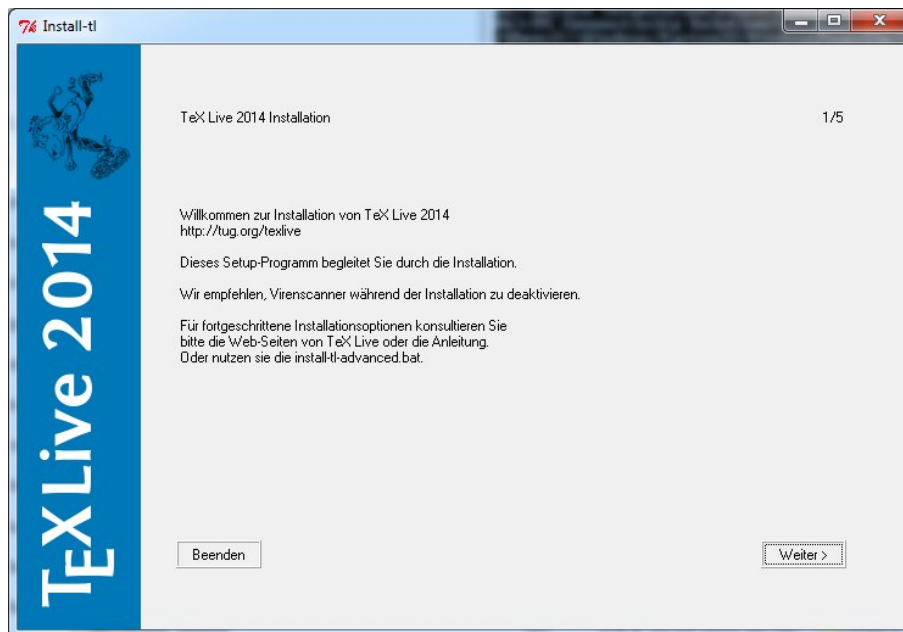 Install-tl
TeX Live 2014 Installation
1/5
Willkommen zur Installation von TeX Live 2014
http://tug.org/texlive
Dieses Setup-Programm begleitet Sie durch die Installation.
Wir empfehlen, Virenscanner während der Installation zu deaktivieren.
Für fortgeschrittene Installationsoptionen konsultieren Sie
bitte die Web-Seiten von TeX Live oder die Anleitung.
Oder nutzen sie die install-tl-advanced.bat.
TEXLive 2014
Beenden
Weiter >